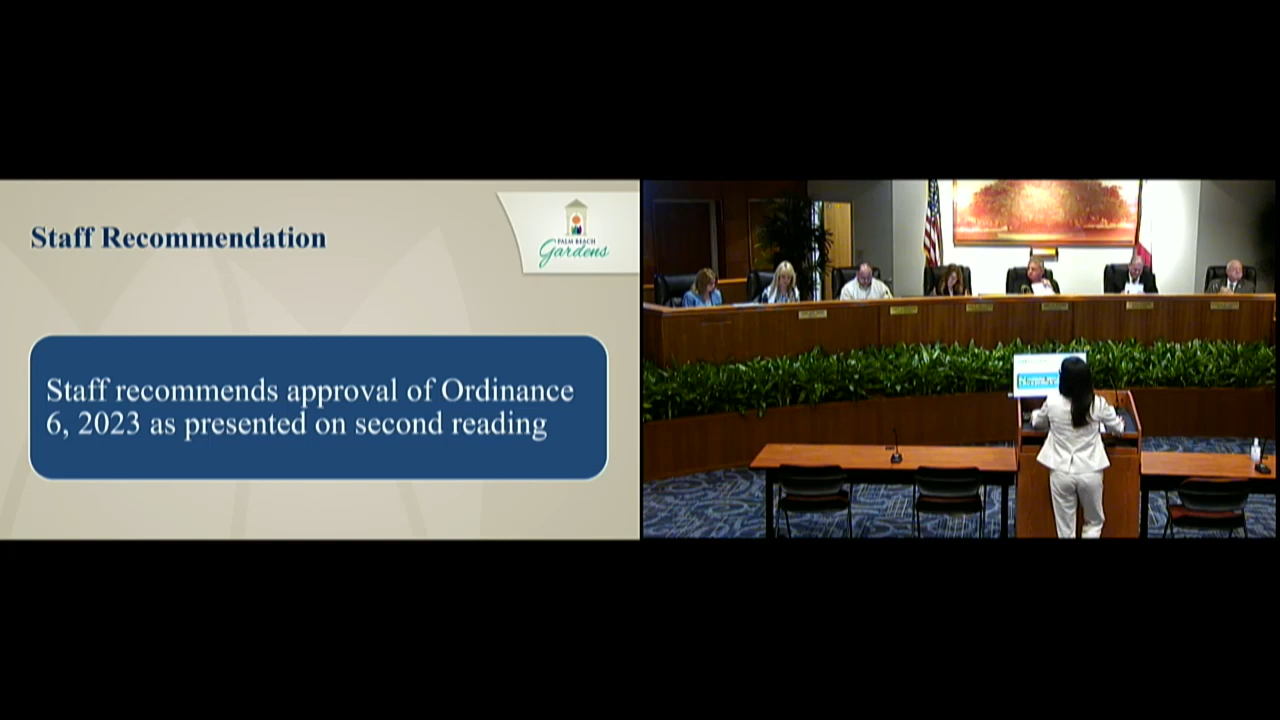 Staff Recommendation
PALM BEACH
Gardens
Staff recommends approval of Ordinance
6, 2023 as presented on second reading